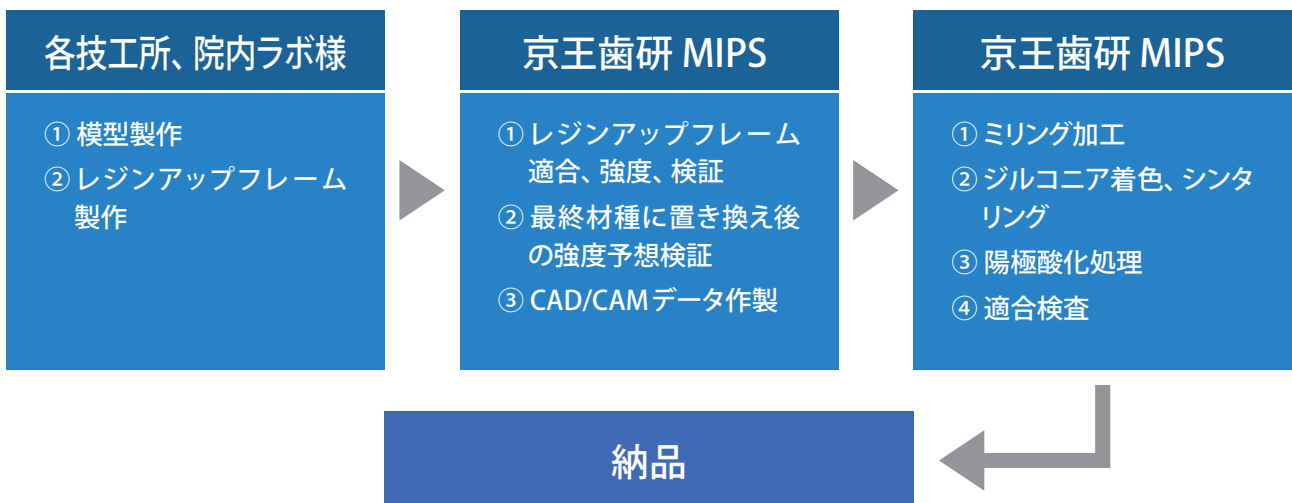 各技工所、院内ラボ様
① 模型製作
② レジンアップフレーム
製作
京王歯研 MIPS
① レジンアップフレーム
適合、強度、検証
② 最終材種に置き換え後
の強度予想検証
③ CAD/CAMデータ作製
京王歯研 MIPS
① ミリング加工
② ジルコニア着色、シンタ
リング
③ 陽極酸化処理
④ 適合検査
納品